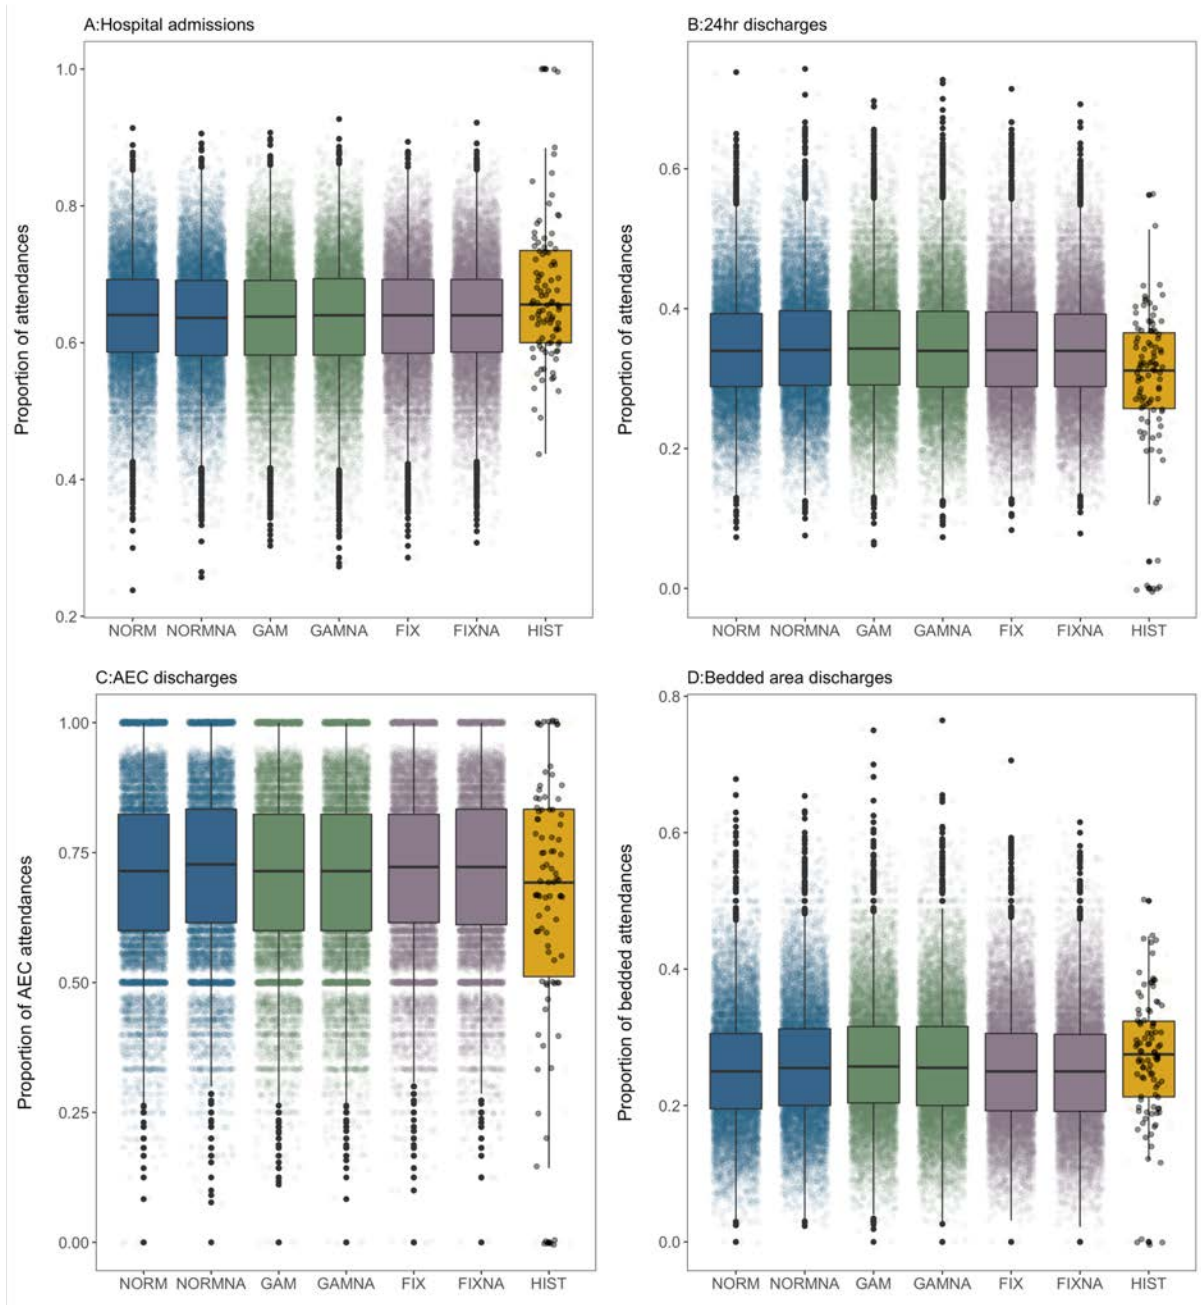 A:Hospital admissions
Proportion of attendances
1.0
0.8
0.6
0.4
0.2
NORM NORMNA GAM GAMNA FIX FIXNA HIST
B:24hr discharges
Proportion of attendances
0.6
0.4
0.2
0.0
NORM NORMNA GAM GAMNA FIX FIXNA HIST
C:AEC discharges
Proportion of AEC attendances
1.00
0.75
0.50
0.25
0.00
NORM NORMNA GAM GAMNA FIX FIXNA HIST
D:Bedded area discharges
Proportion of bedded attendances
0.8
0.6
0.4
0.2
0.0
NORM NORMNA GAM GAMNA FIX FIXNA HIST